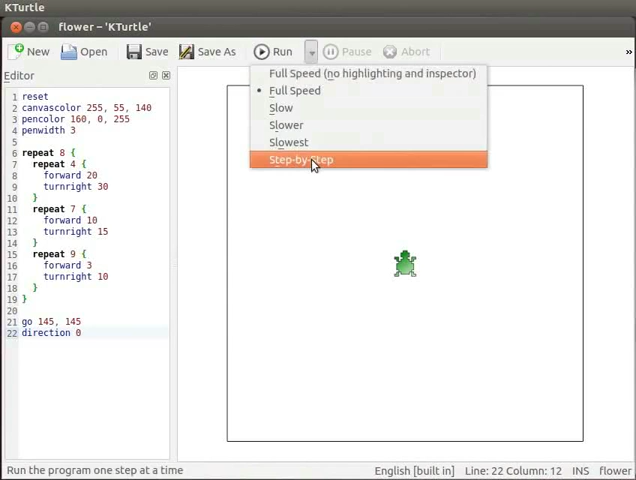 KTurtle
flower – 'KTurtle'
New Open Save Save As Run Pause Abort »
Editor
Full Speed (no highlighting and inspector)
• Full Speed
Slow
Slower
Slowest
Step-by-Step
1 reset
2 canvascolor 255, 55, 140
3 pencolor 160, 0, 255
4 penwidth 3
5
6 repeat 8 {
7 repeat 4 {
8 forward 20
9 turnright 30
10 }
11 repeat 7 {
12 forward 10
13 turnright 15
14 }
15 repeat 9 {
16 forward 3
17 turnright 10
18 }
19 }
20
21 go 145, 145
22 direction 0
Run the program one step at a time
English [built in] Line: 22 Column: 12 INS flower